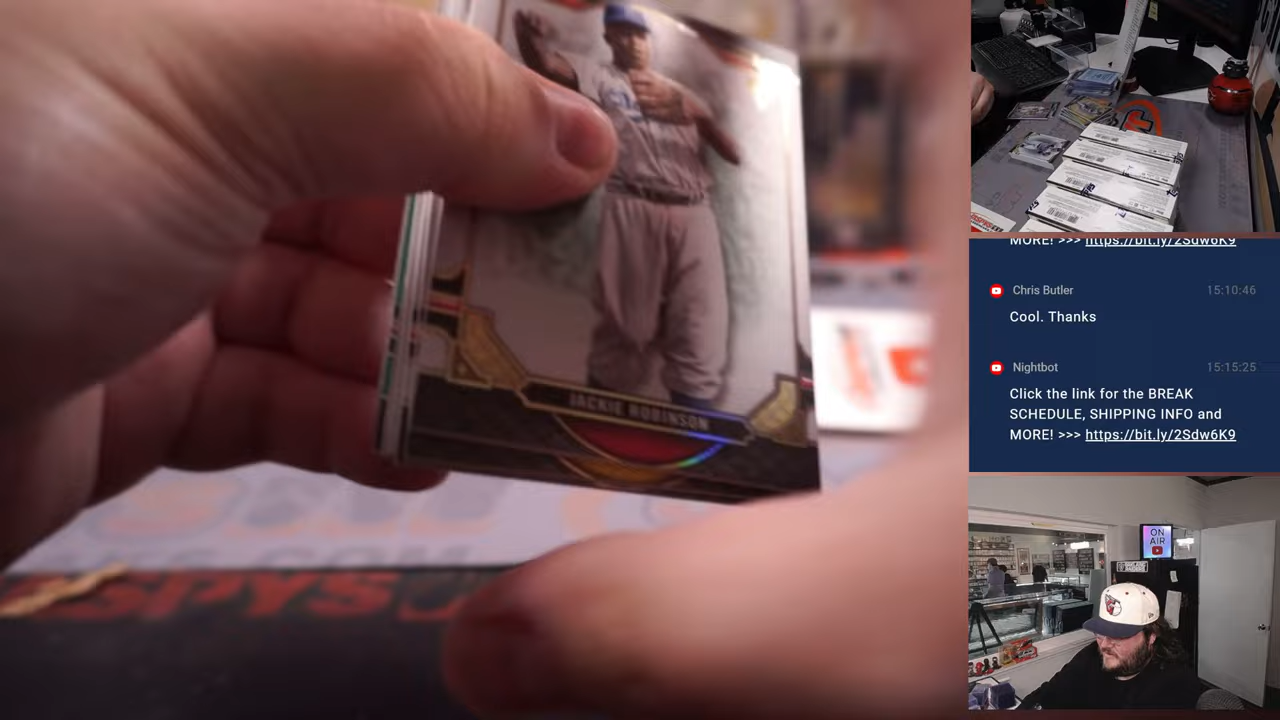 JACKIE ROBINSON
MORE! >>> https://bit.ly/2Sdw6K9
Chris Butler 15:10:46
Cool. Thanks
Nightbot 15:15:25
Click the link for the BREAK
SCHEDULE, SHIPPING INFO and
MORE! >>> https://bit.ly/2Sdw6K9
ON
AIR